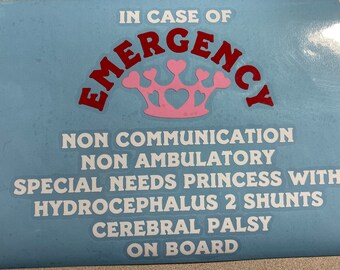 IN CASE OF
EMERGENCY
NON COMMUNICATION
NON AMBULATORY
SPECIAL NEEDS PRINCESS WITH
HYDROCEPHALUS 2 SHUNTS
CEREBRAL PALSY
ON BOARD